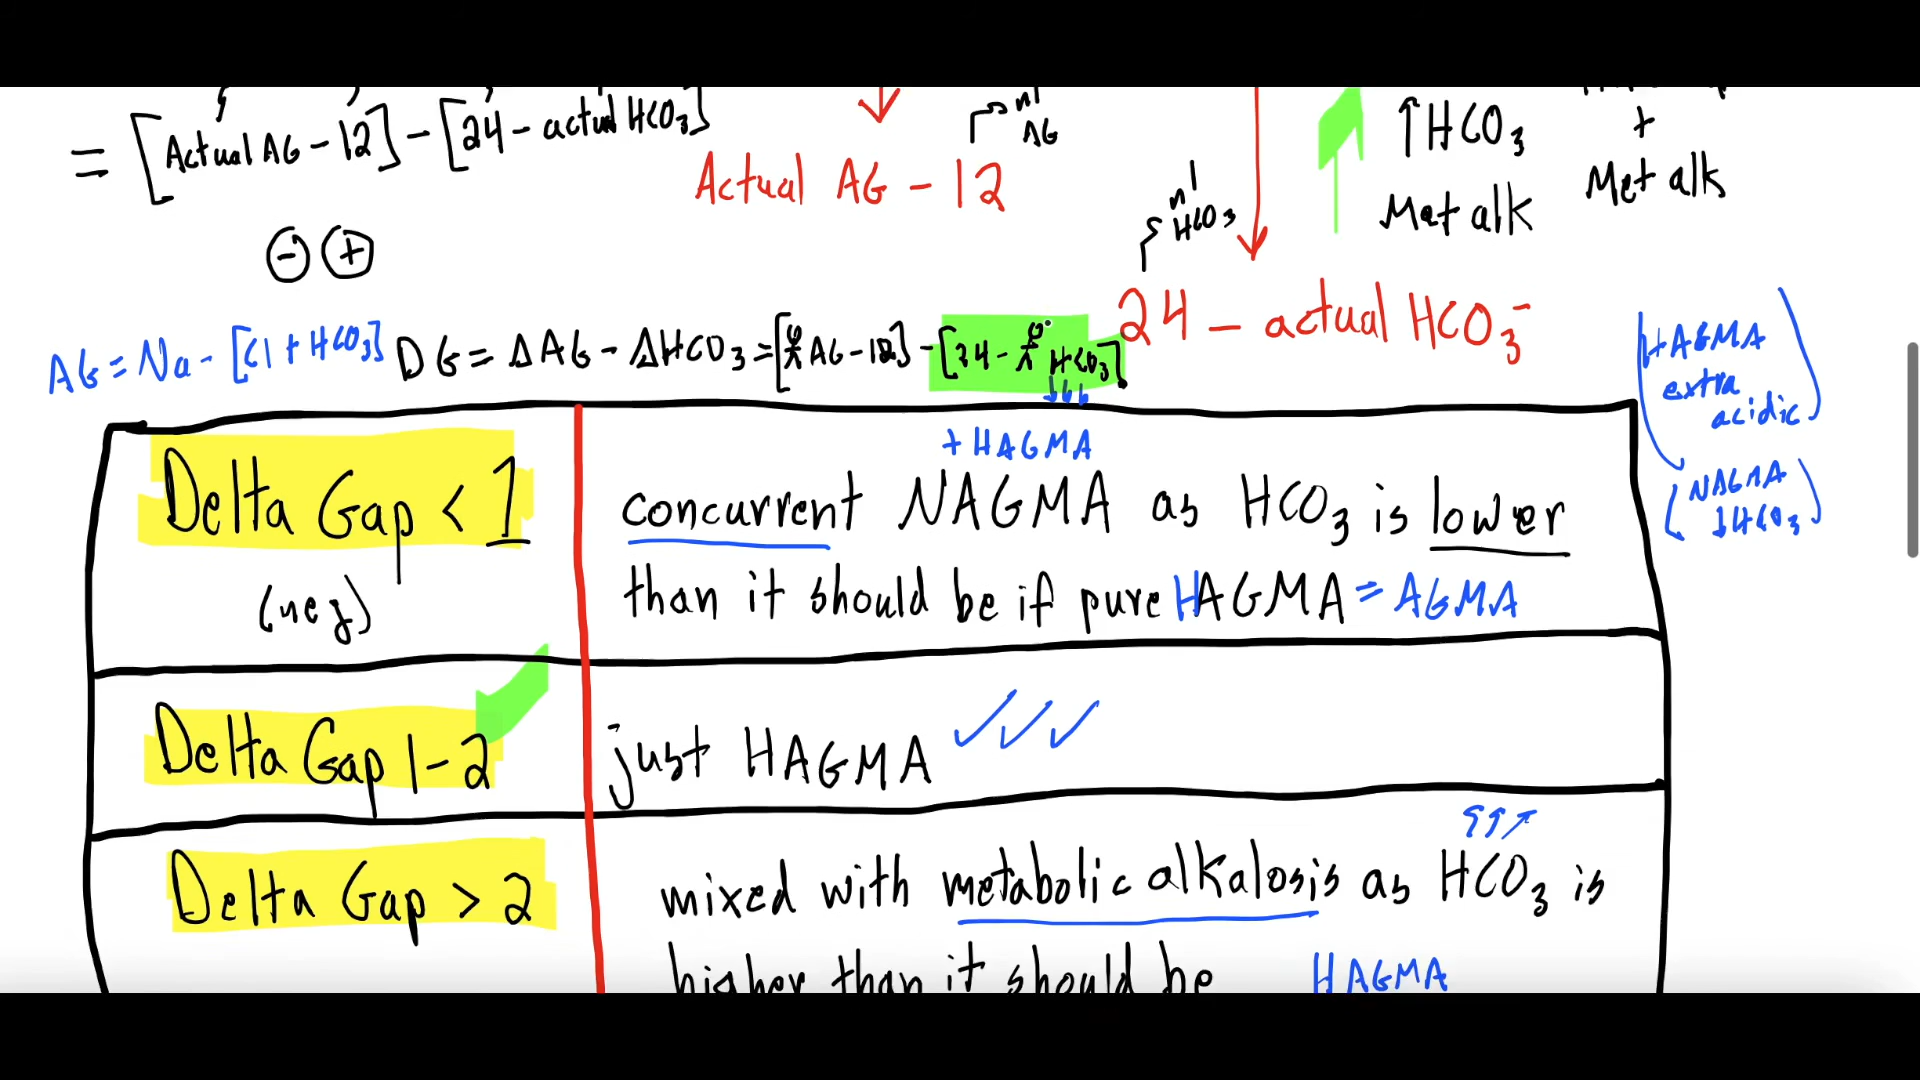 = [Actual AG - 12] - [24 - actual HCO3]
n'l AG
Actual AG - 12
↑HCO3
Met alk
+
Met alk
- +
n'l HCO3
24 - actual HCO3-
AG = Na - [Cl + HCO3]
DG = ΔAG - ΔHCO3 = [AG - 12] - [24 - HCO3]
HAGMA
extra
acidic
NAGMA
↓HCO3
+ HAGMA
Delta Gap < 1
(neg)
concurrent NAGMA as HCO3 is lower
than it should be if pure HAGMA = AGMA
Delta Gap 1-2
just HAGMA ✓✓✓
Delta Gap > 2
↑↑↑
mixed with metabolic alkalosis as HCO3 is
higher than it should be
HAGMA